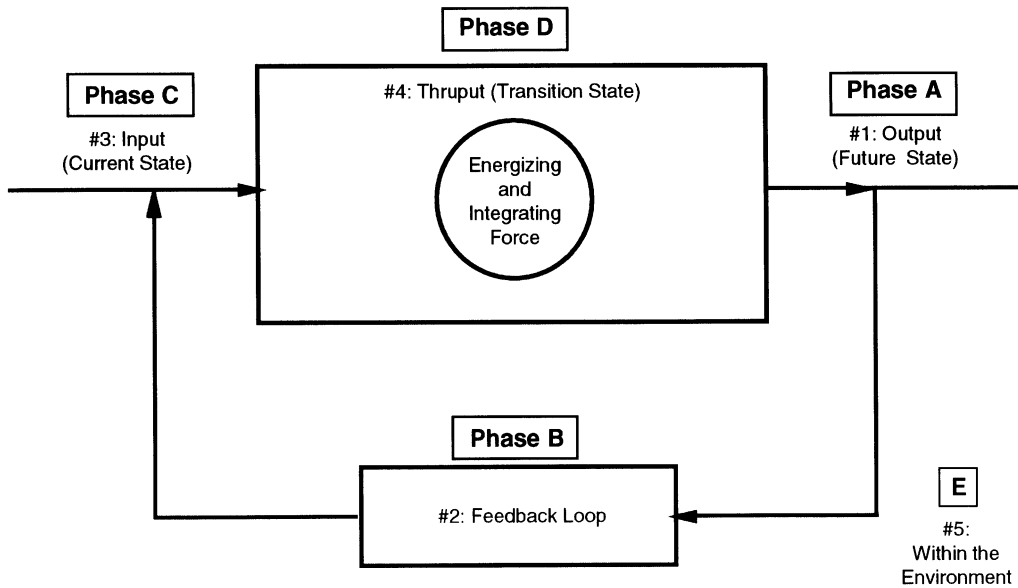 Phase D
Phase C
#3: Input
(Current State)
#4: Thruput (Transition State)
Energizing
and
Integrating
Force
Phase A
#1: Output
(Future State)
Phase B
#2: Feedback Loop
E
#5:
Within the
Environment